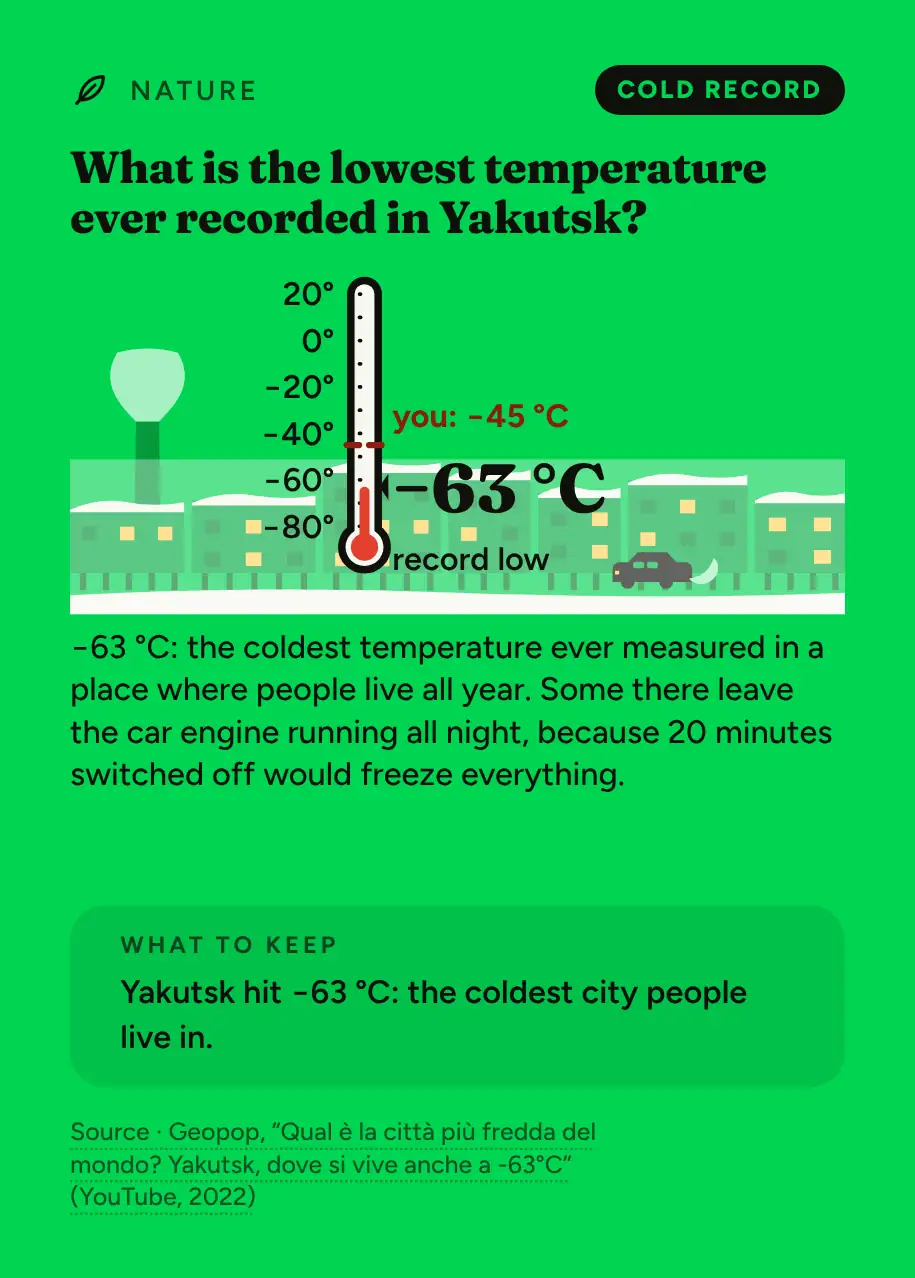 NATURE
COLD RECORD
What is the lowest temperature
ever recorded in Yakutsk?
20°
0°
−20°
−40°
−60°
−80°
you: −45 °C
−63 °C
record low
−63 °C: the coldest temperature ever measured in a
place where people live all year. Some there leave
the car engine running all night, because 20 minutes
switched off would freeze everything.
WHAT TO KEEP
Yakutsk hit −63 °C: the coldest city people
live in.
Source · Geopop, “Qual è la città più fredda del
mondo? Yakutsk, dove si vive anche a -63°C”
(YouTube, 2022)